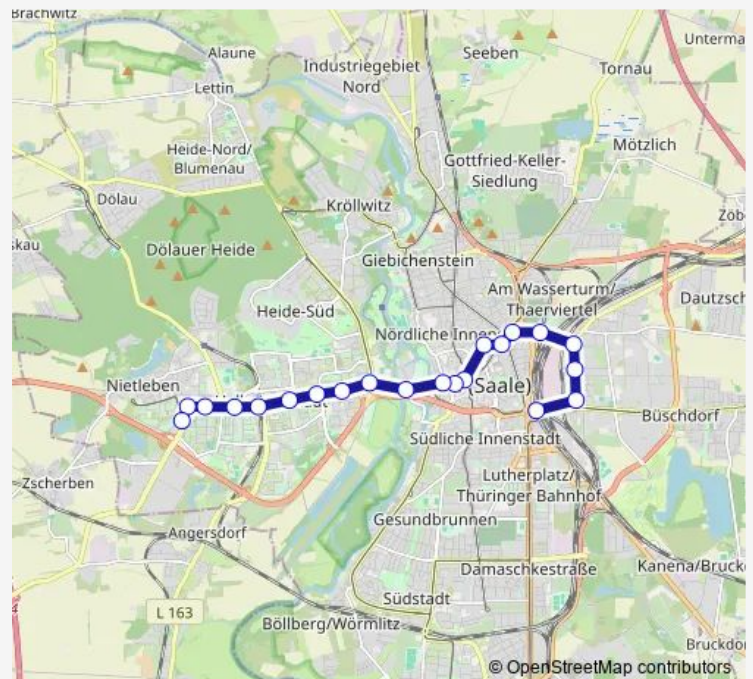 Brachwitz
Alaune
Lettin
Industriegebiet
Nord
Seeben
Unterma
Tornau
Heide-Nord/
Blumenau
Gottfried-Keller-
Siedlung
Mötzlich
Dölau
Kröllwitz
Zöb
skau
Dölauer Heide
Giebichenstein
Am Wasserturm/
Thaerviertel
Dautzsch
Heide-Süd
Nördliche Inne
Nietleben
(Saale)
Büschdorf
Südliche Innenstadt
Zscherben
Lutherplatz/
Thüringer Bahnhof
Gesundbrunnen
Angersdorf
Damaschkestraße
Kanena/Brucke
Südstadt
L 163
Böllberg/Wörmlitz
Bruckdo
© OpenStreetMap contributors